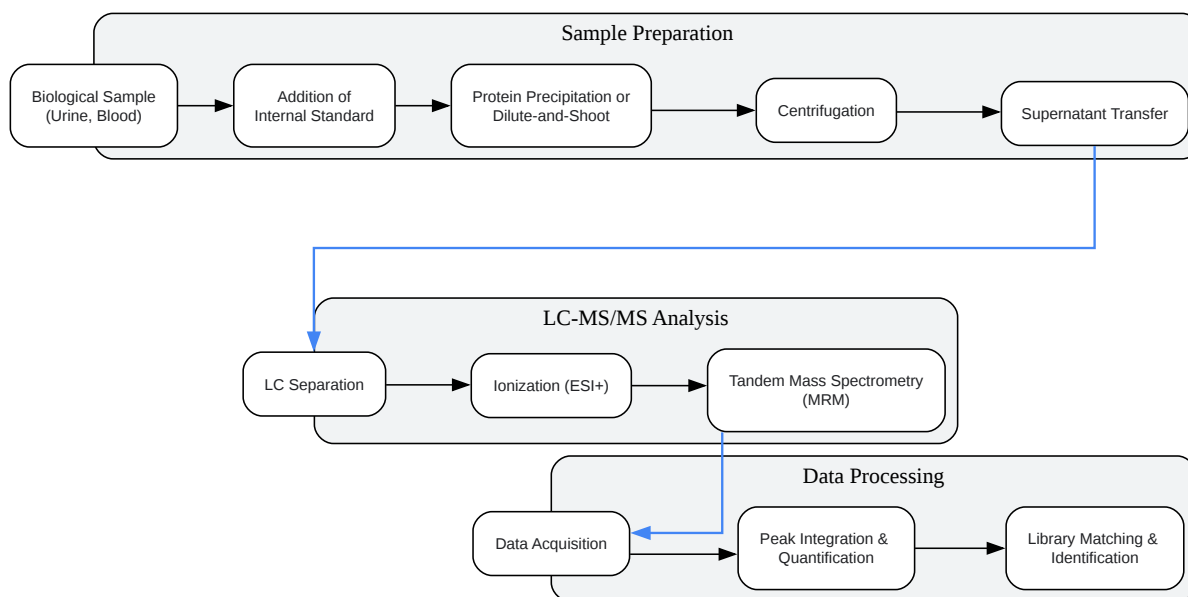 Sample Preparation
Biological Sample
(Urine, Blood)
Addition of
Internal Standard
Protein Precipitation or
Dilute-and-Shoot
Centrifugation
Supernatant Transfer
LC-MS/MS Analysis
LC Separation
Ionization (ESI+)
Tandem Mass Spectrometry
(MRM)
Data Processing
Data Acquisition
Peak Integration &
Quantification
Library Matching &
Identification